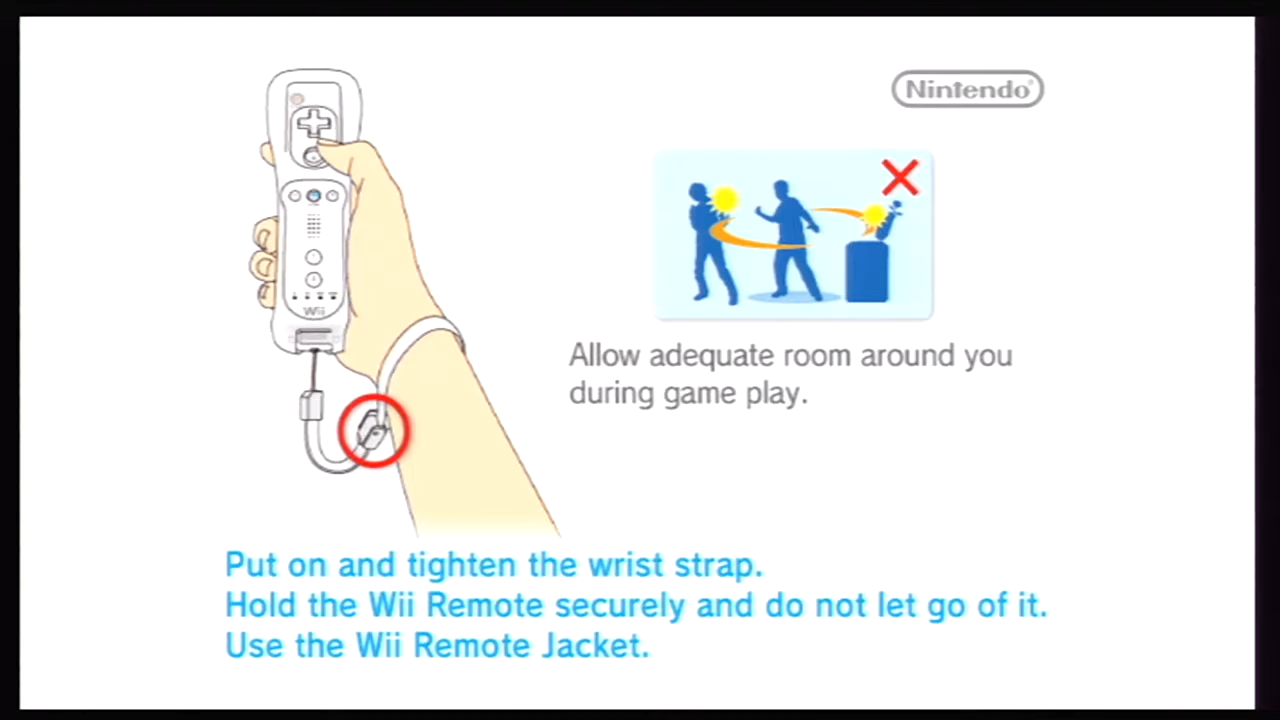 Nintendo
Wii
Allow adequate room around you
during game play.
Put on and tighten the wrist strap.
Hold the Wii Remote securely and do not let go of it.
Use the Wii Remote Jacket.